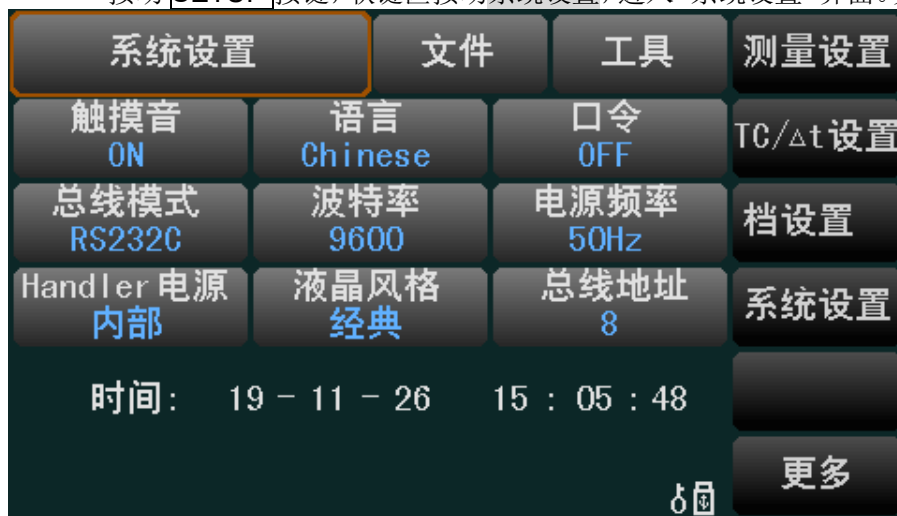 系统设置 文件 工具 测量设置
触摸音 语言 口令 TC/△t设置
ON Chinese OFF
总线模式 波特率 电源频率 档设置
RS232C 9600 50Hz
Handler电源 液晶风格 总线地址 系统设置
内部 经典 8
时间: 19 - 11 - 26 15 : 05 : 48
更多